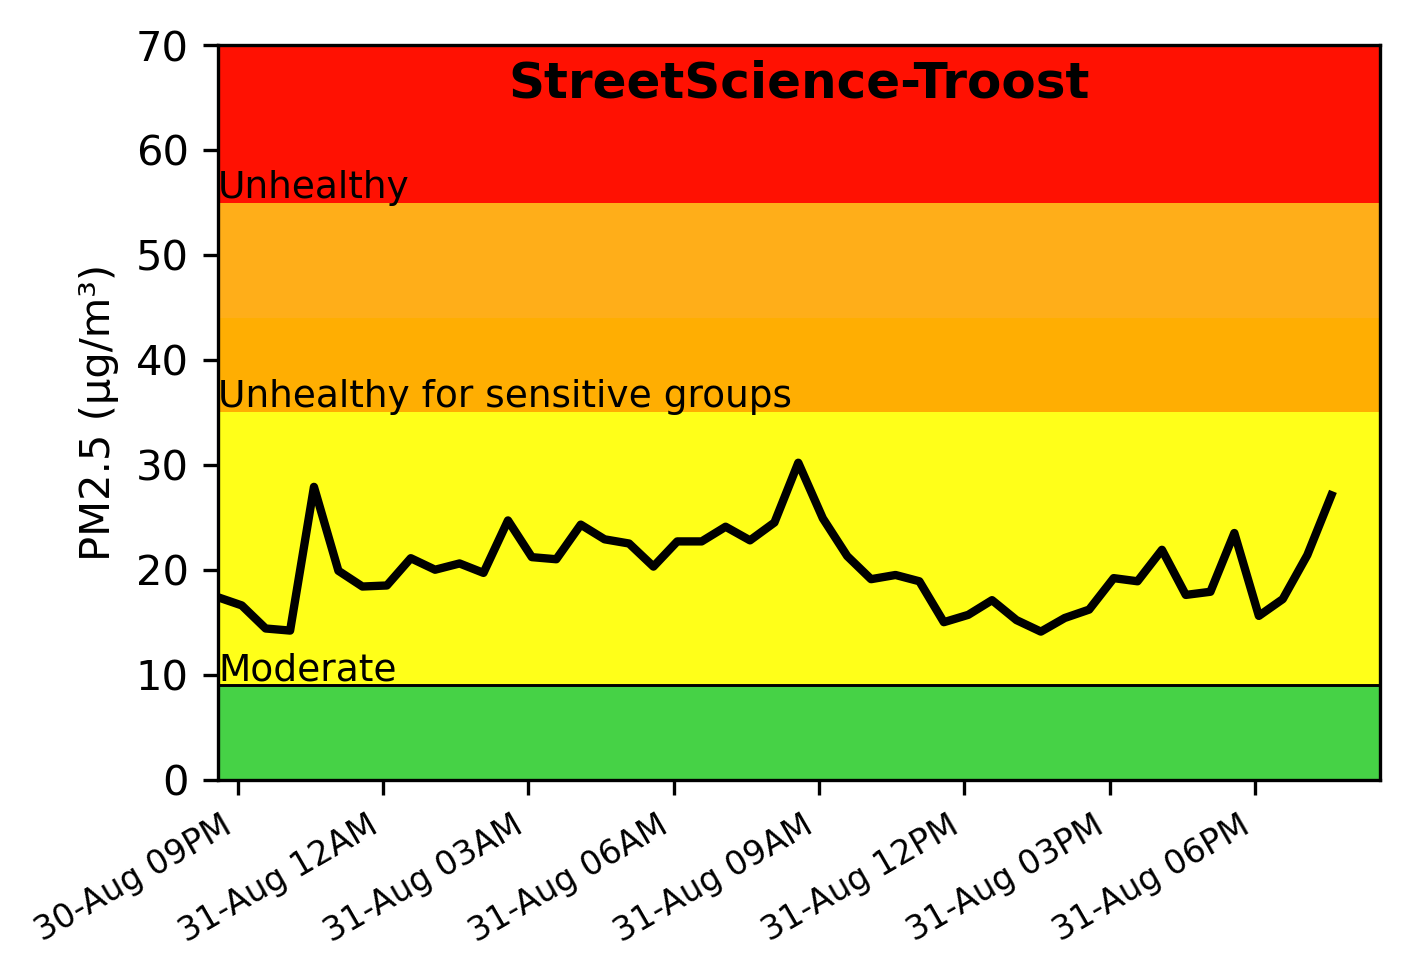 StreetScience-Troost
70
60
Unhealthy
50
40
Unhealthy for sensitive groups
30
20
10
Moderate
0
PM2.5 (µg/m³)
30-Aug 09PM
31-Aug 12AM
31-Aug 03AM
31-Aug 06AM
31-Aug 09AM
31-Aug 12PM
31-Aug 03PM
31-Aug 06PM